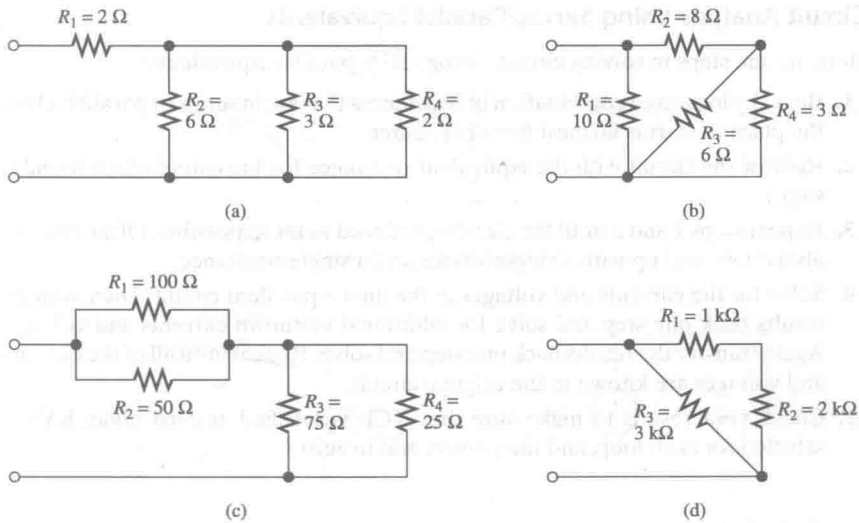 R₁ = 2 Ω
R₂ =
6 Ω
R₃ =
3 Ω
R₄ =
2 Ω
(a)
R₂ = 8 Ω
R₁ =
10 Ω
R₃ =
6 Ω
R₄ = 3 Ω
(b)
R₁ = 100 Ω
R₂ = 50 Ω
R₃ =
75 Ω
R₄ =
25 Ω
(c)
R₁ = 1 kΩ
R₃ =
3 kΩ
R₂ = 2 kΩ
(d)